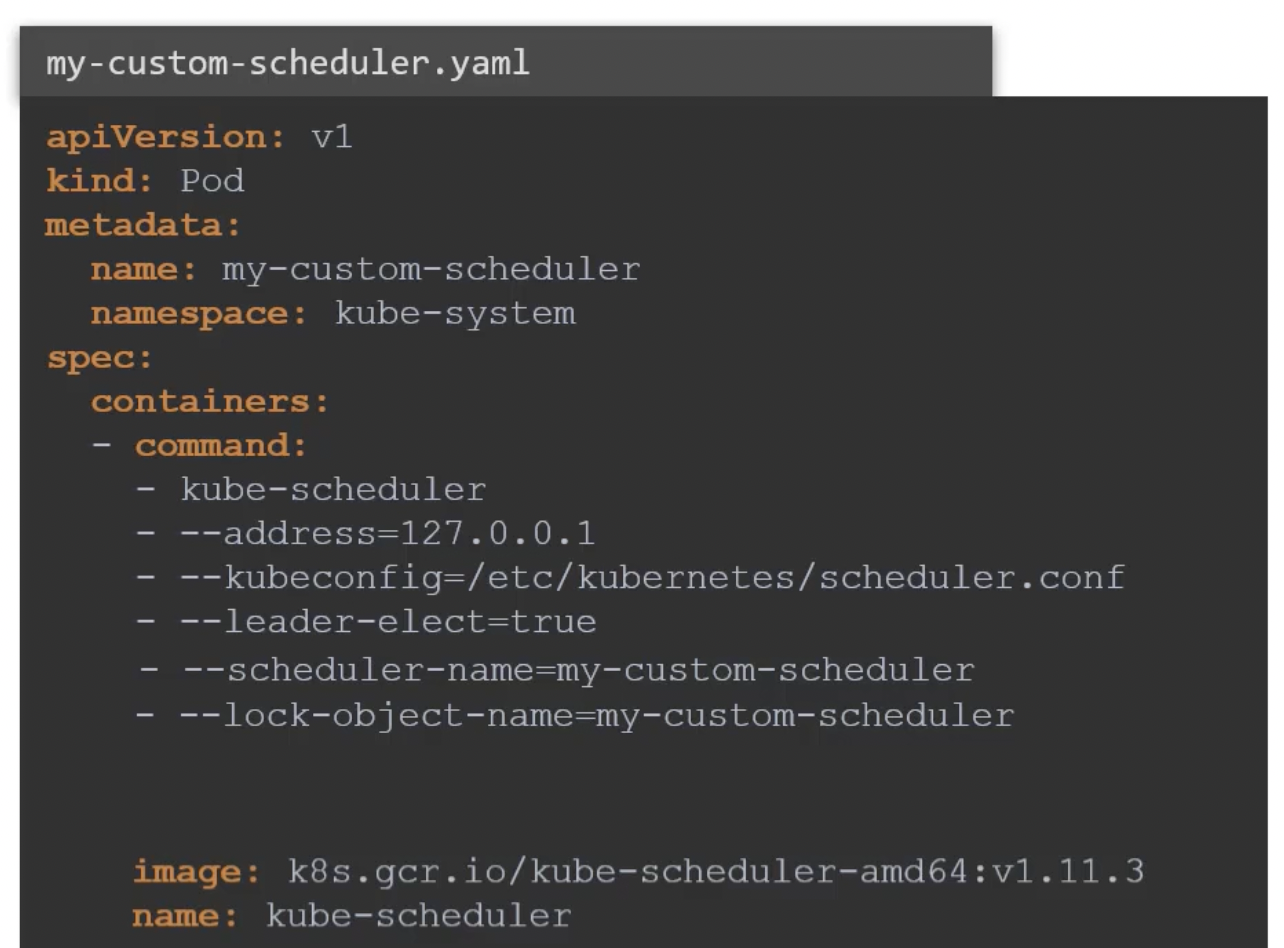 my-custom-scheduler.yaml
apiVersion: v1
kind: Pod
metadata:
  name: my-custom-scheduler
  namespace: kube-system
spec:
  containers:
  - command:
    - kube-scheduler
    - --address=127.0.0.1
    - --kubeconfig=/etc/kubernetes/scheduler.conf
    - --leader-elect=true
    - --scheduler-name=my-custom-scheduler
    - --lock-object-name=my-custom-scheduler
    image: k8s.gcr.io/kube-scheduler-amd64:v1.11.3
    name: kube-scheduler